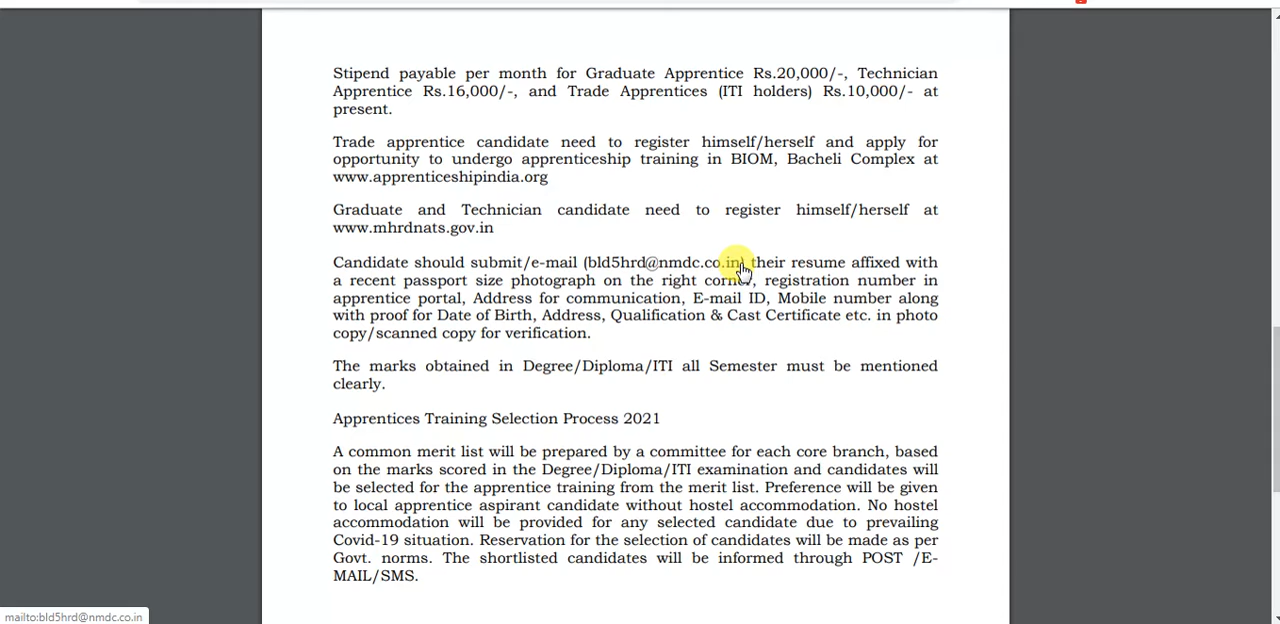 Stipend payable per month for Graduate Apprentice Rs.20,000/-, Technician
Apprentice Rs.16,000/-, and Trade Apprentices (ITI holders) Rs.10,000/- at
present.
Trade apprentice candidate need to register himself/herself and apply for
opportunity to undergo apprenticeship training in BIOM, Bacheli Complex at
www.apprenticeshipindia.org
Graduate and Technician candidate need to register himself/herself at
www.mhrdnats.gov.in
Candidate should submit/e-mail (bld5hrd@nmdc.co.in) their resume affixed with
a recent passport size photograph on the right corner, registration number in
apprentice portal, Address for communication, E-mail ID, Mobile number along
with proof for Date of Birth, Address, Qualification & Cast Certificate etc. in photo
copy/scanned copy for verification.
The marks obtained in Degree/Diploma/ITI all Semester must be mentioned
clearly.
Apprentices Training Selection Process 2021
A common merit list will be prepared by a committee for each core branch, based
on the marks scored in the Degree/Diploma/ITI examination and candidates will
be selected for the apprentice training from the merit list. Preference will be given
to local apprentice aspirant candidate without hostel accommodation. No hostel
accommodation will be provided for any selected candidate due to prevailing
Covid-19 situation. Reservation for the selection of candidates will be made as per
Govt. norms. The shortlisted candidates will be informed through POST /E-
MAIL/SMS.
mailto:bld5hrd@nmdc.co.in